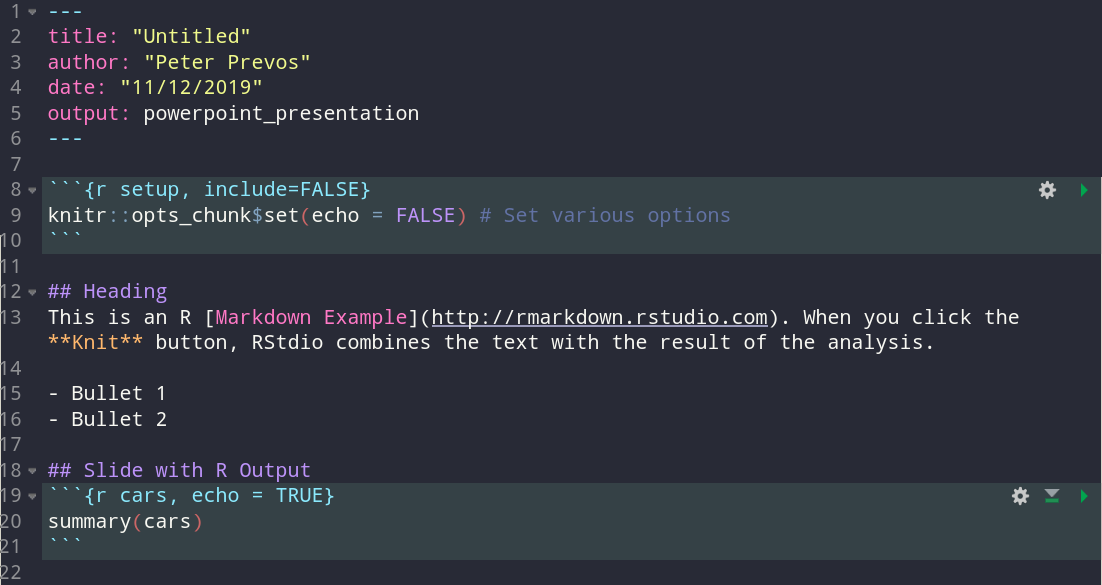 1 ---
2 title: "Untitled"
3 author: "Peter Prevos"
4 date: "11/12/2019"
5 output: powerpoint_presentation
6 ---
7
8 ```{r setup, include=FALSE}
9 knitr::opts_chunk$set(echo = FALSE) # Set various options
10 ```
11
12 ## Heading
13 This is an R [Markdown Example](http://rmarkdown.rstudio.com). When you click the
**Knit** button, RStdio combines the text with the result of the analysis.
14
15 - Bullet 1
16 - Bullet 2
17
18 ## Slide with R Output
19 ```{r cars, echo = TRUE}
20 summary(cars)
21 ```
22